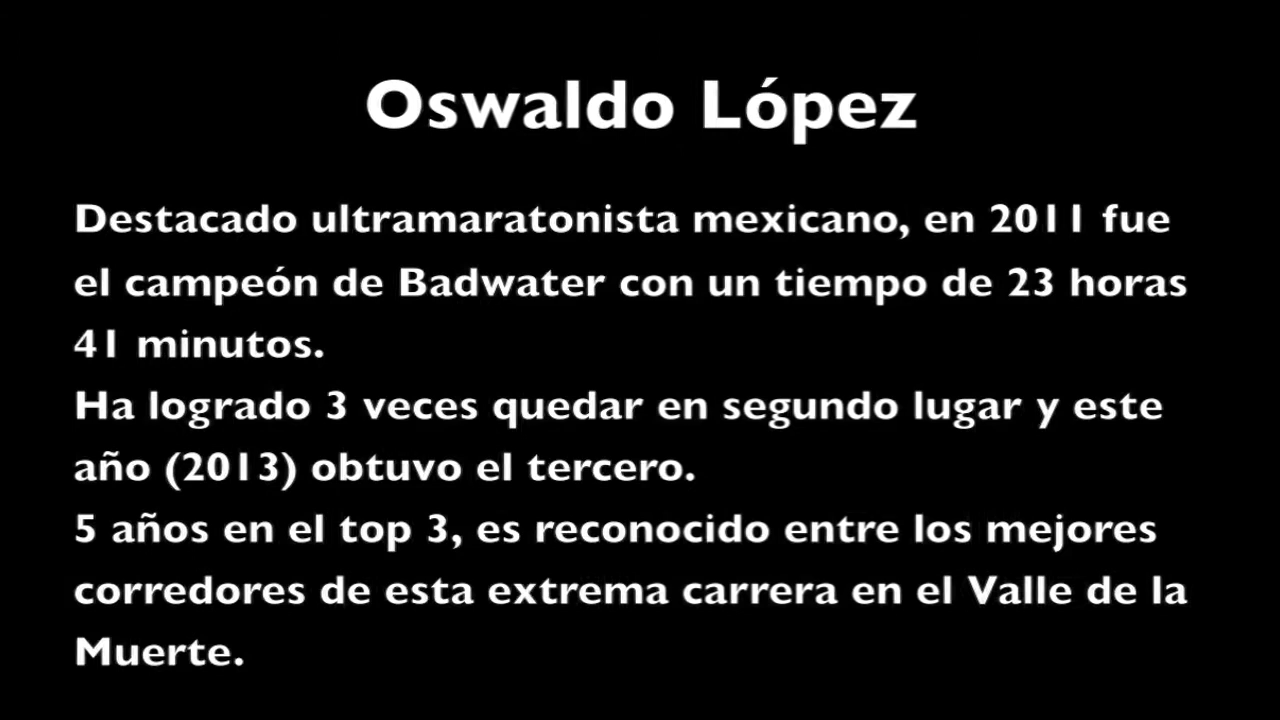 Oswaldo López
Destacado ultramaratonista mexicano, en 2011 fue
el campeón de Badwater con un tiempo de 23 horas
41 minutos.
Ha logrado 3 veces quedar en segundo lugar y este
año (2013) obtuvo el tercero.
5 años en el top 3, es reconocido entre los mejores
corredores de esta extrema carrera en el Valle de la
Muerte.